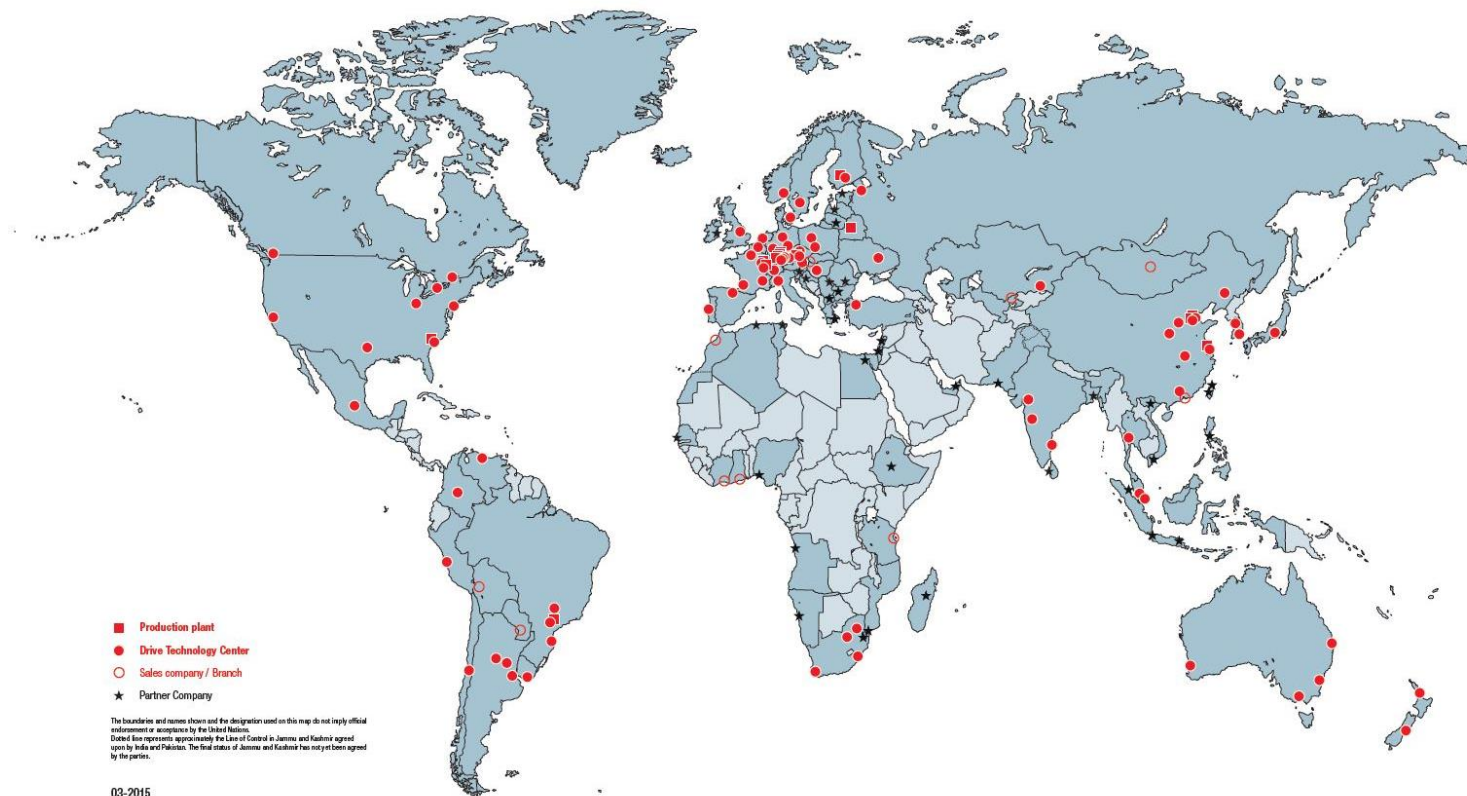 Production plant
Drive Technology Center
Sales company / Branch
Partner Company
The boundaries and names shown and the designation used on this map do not imply official
endorsement or acceptance by the United Nations.
Dotted line represents approximately the Line of Control in Jammu and Kashmir agreed
upon by India and Pakistan. The final status of Jammu and Kashmir has not yet been agreed
by the parties.
03-2015